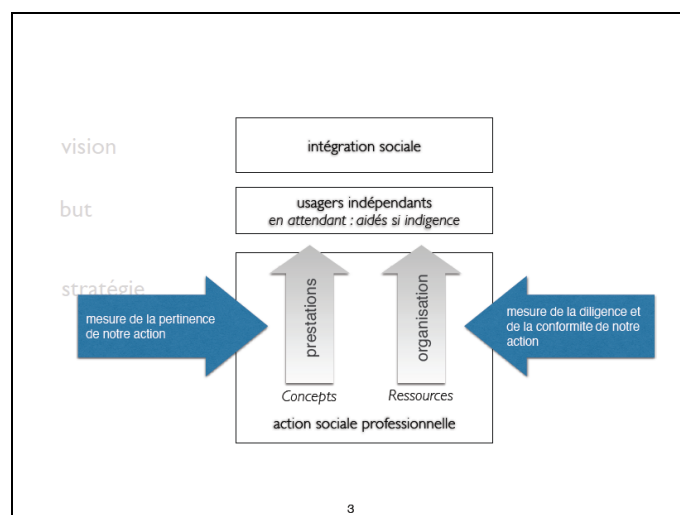 vision
intégration sociale
but
usagers indépendants
en attendant : aidés si indigence
stratégie
mesure de la pertinence
de notre action
prestations
organisation
mesure de la diligence et
de la conformité de notre
action
Concepts
Ressources
action sociale professionnelle
3